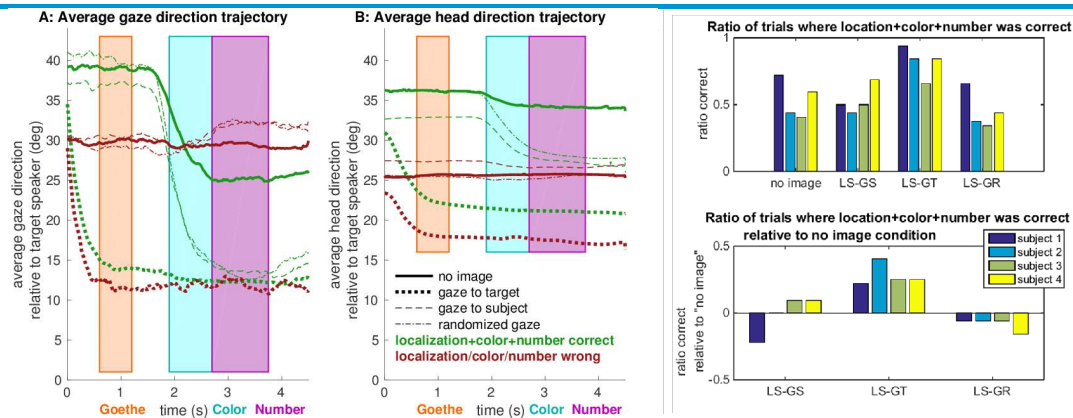 A: Average gaze direction trajectory
average gaze direction
relative to target speaker (deg)
40
35
30
25
20
15
10
5
0
0 1 2 3 4
Goethe time (s) Color Number
B: Average head direction trajectory
average head direction
relative to target speaker (deg)
40
35
30
25
20
15
10
5
0
no image
gaze to target
gaze to subject
randomized gaze
localization+color+number correct
localization/color/number wrong
0 1 2 3 4
Goethe time (s) Color Number
Ratio of trials where location+color+number was correct
ratio correct
1
0.5
0
no image LS-GS LS-GT LS-GR
Ratio of trials where location+color+number was correct
relative to no image condition
ratio correct
relative to "no image"
0.5
0
-0.5
subject 1
subject 2
subject 3
subject 4
LS-GS LS-GT LS-GR